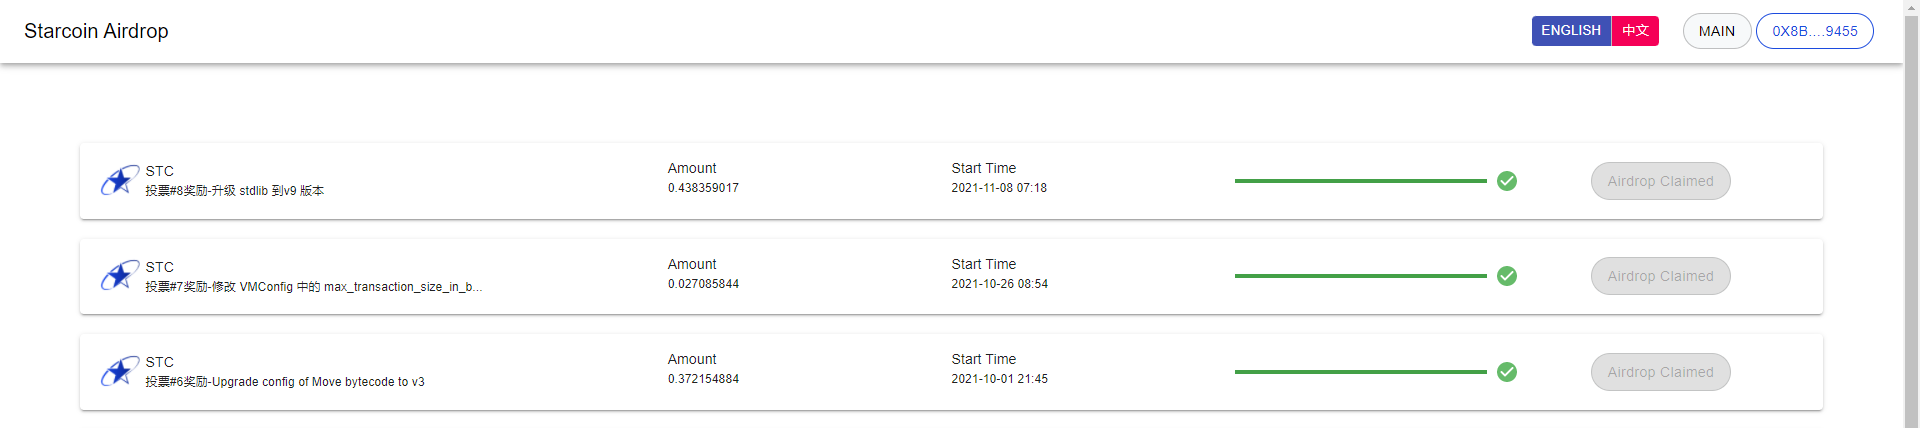 Starcoin Airdrop
ENGLISH 中文 MAIN 0X8B....9455
STC
投票#8奖励-升级 stdlib 到v9 版本
Amount
0.438359017
Start Time
2021-11-08 07:18
Airdrop Claimed
STC
投票#7奖励-修改 VMConfig 中的 max_transaction_size_in_b...
Amount
0.027085844
Start Time
2021-10-26 08:54
Airdrop Claimed
STC
投票#6奖励-Upgrade config of Move bytecode to v3
Amount
0.372154884
Start Time
2021-10-01 21:45
Airdrop Claimed